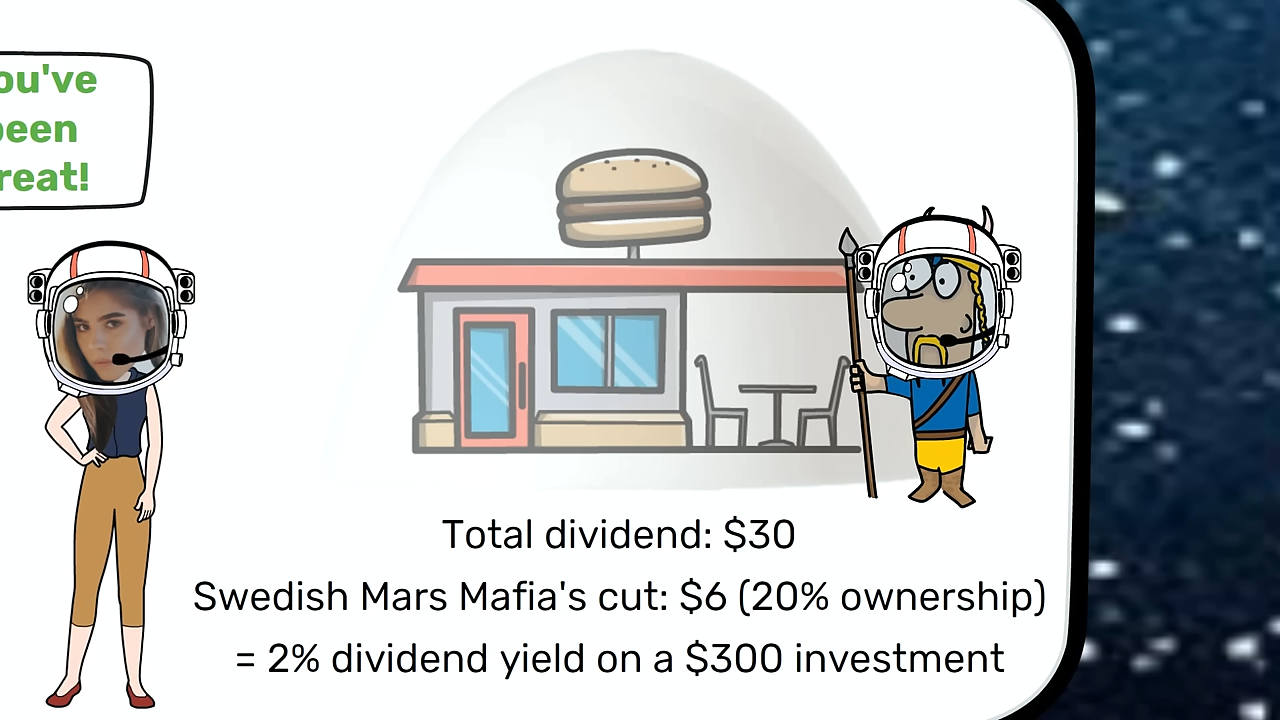 ou've
been
reat!
Total dividend: $30
Swedish Mars Mafia's cut: $6 (20% ownership)
= 2% dividend yield on a $300 investment